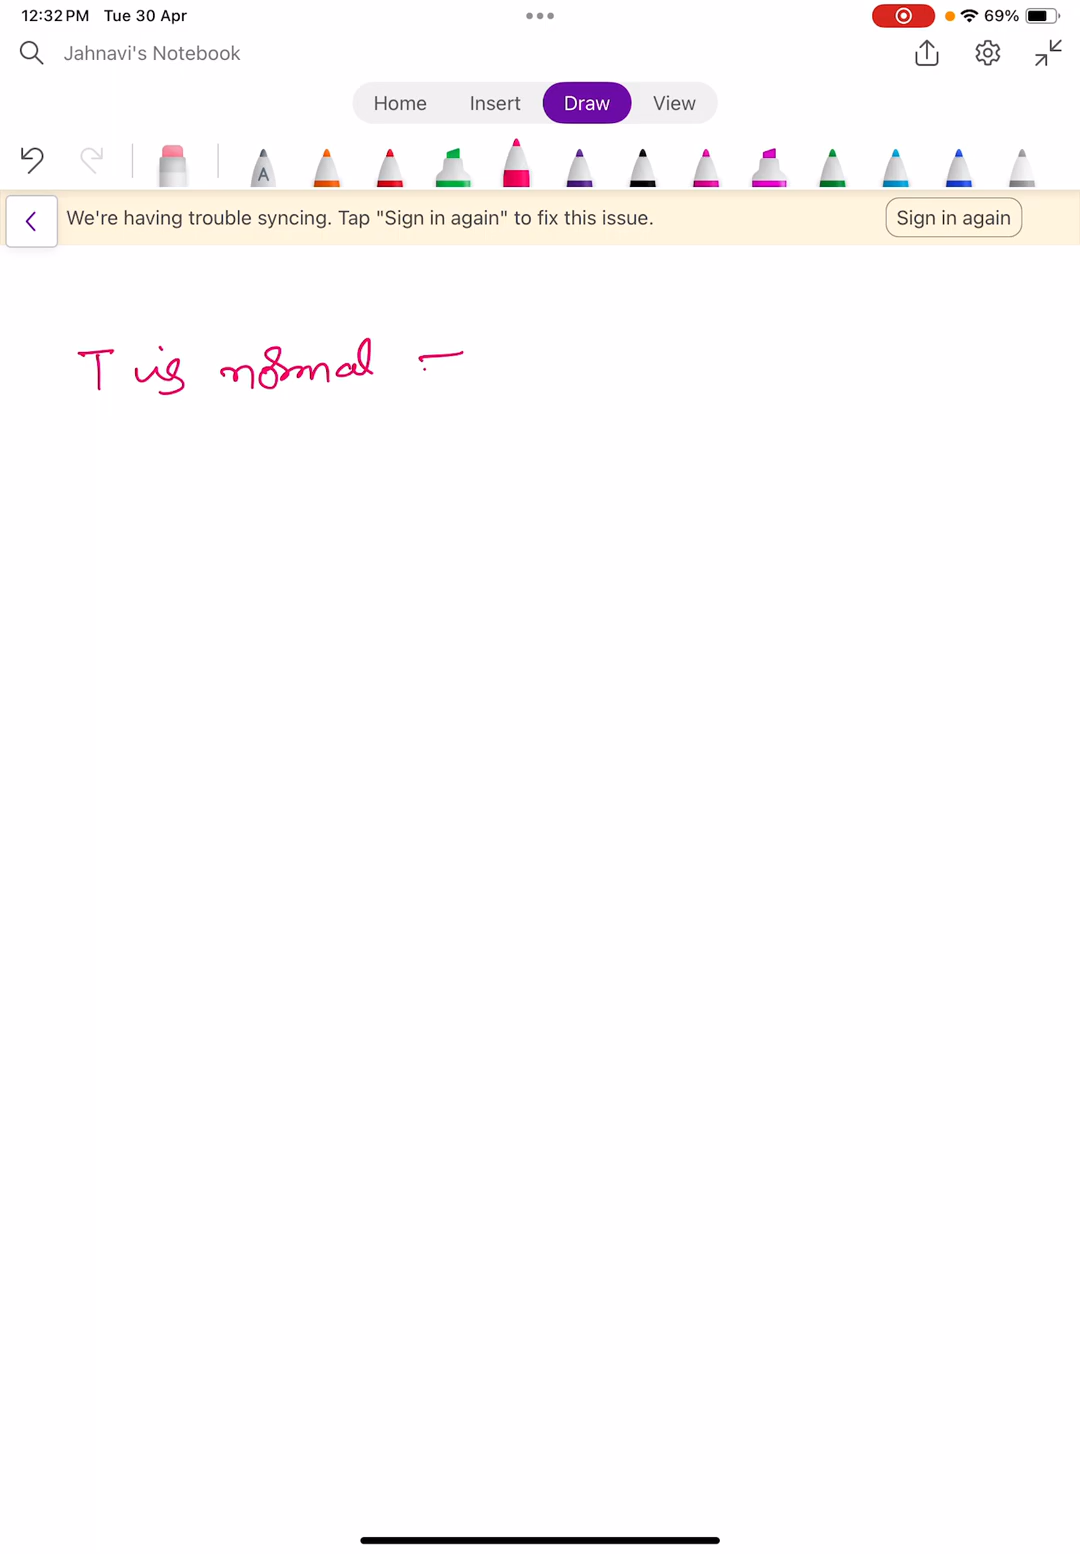 12:32 PM Tue 30 Apr 69%
Jahnavi's Notebook
Home Insert Draw View
A
We're having trouble syncing. Tap "Sign in again" to fix this issue. Sign in again
T is normal :-